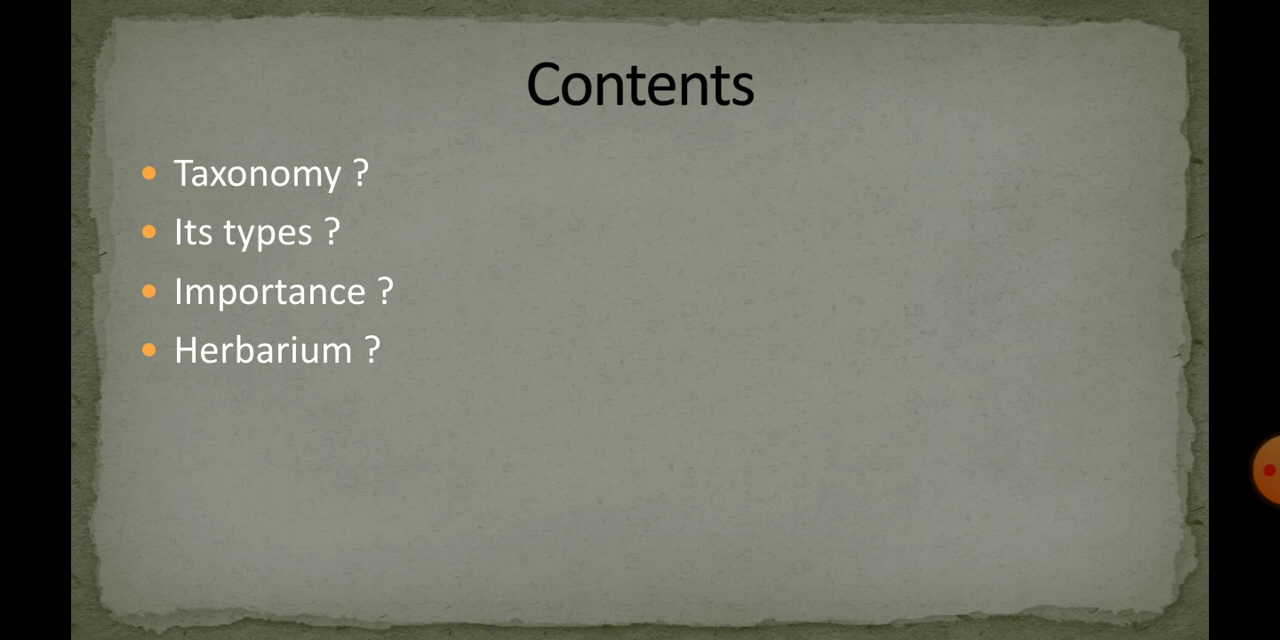 Contents
• Taxonomy ?
• Its types ?
• Importance ?
• Herbarium ?